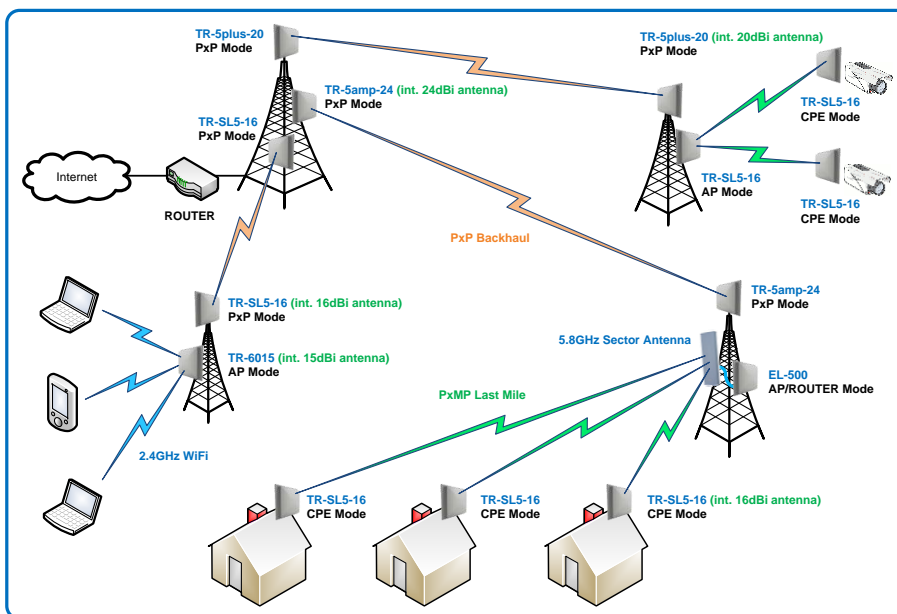 TR-5plus-20
PxP Mode
TR-5plus-20 (int. 20dBi antenna)
PxP Mode
TR-5amp-24 (int. 24dBi antenna)
PxP Mode
TR-SL5-16
CPE Mode
TR-SL5-16
PxP Mode
Internet
ROUTER
TR-SL5-16
AP Mode
TR-SL5-16
CPE Mode
PxP Backhaul
TR-SL5-16 (int. 16dBi antenna)
PxP Mode
TR-5amp-24
PxP Mode
5.8GHz Sector Antenna
TR-6015 (int. 15dBi antenna)
AP Mode
EL-500
AP/ROUTER Mode
PxMP Last Mile
2.4GHz WiFi
TR-SL5-16
CPE Mode
TR-SL5-16
CPE Mode
TR-SL5-16 (int. 16dBi antenna)
CPE Mode